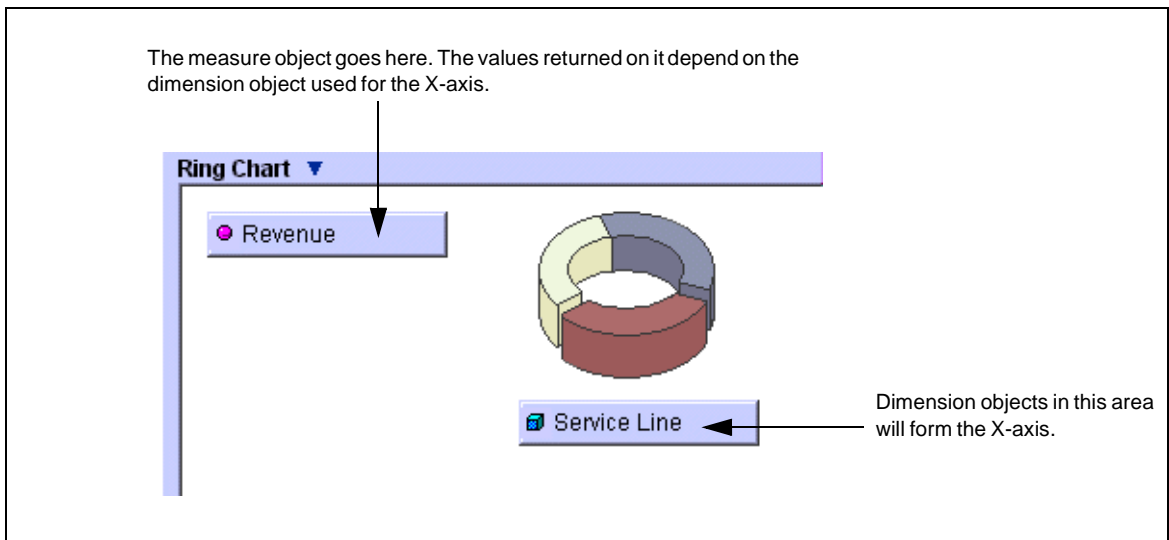 The measure object goes here. The values returned on it depend on the
dimension object used for the X-axis.
Ring Chart
Revenue
Service Line
Dimension objects in this area
will form the X-axis.